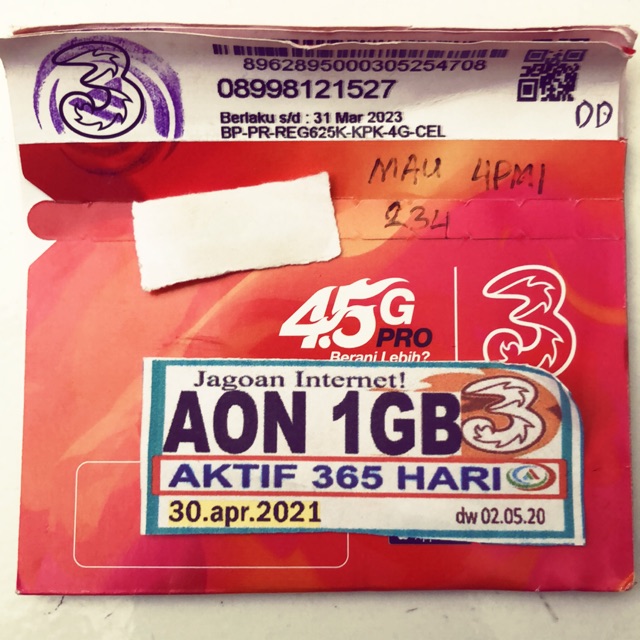 8962895000305254708
08998121527
Berlaku s/d : 31 Mar 2023
BP-PR-REG625K-KPK-4G-CEL
DD
MAU 4PM1
234
4.5G
PRO
Berani Lebih?
Jagoan Internet!
AON 1GB
AKTIF 365 HARI
30.apr.2021
dw 02.05.20